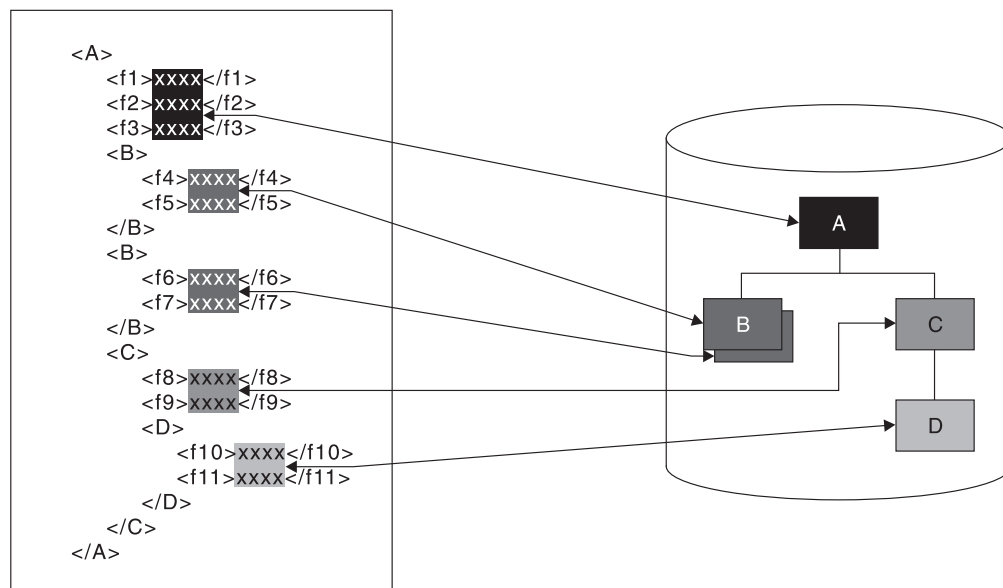 <A>
<f1>xxxx</f1>
<f2>xxxx</f2>
<f3>xxxx</f3>
<B>
<f4>xxxx</f4>
<f5>xxxx</f5>
</B>
<B>
<f6>xxxx</f6>
<f7>xxxx</f7>
</B>
<C>
<f8>xxxx</f8>
<f9>xxxx</f9>
<D>
<f10>xxxx</f10>
<f11>xxxx</f11>
</D>
</C>
</A>
A
B
C
D